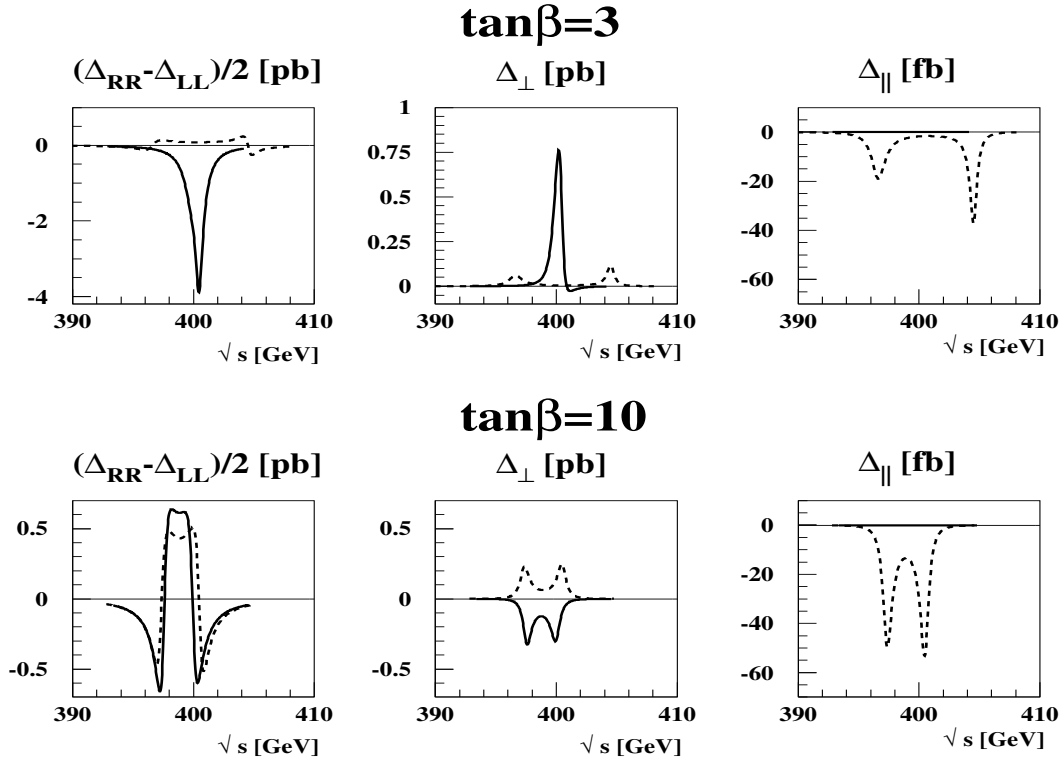 tanβ=3
(Δ_RR-Δ_LL)/2 [pb]
Δ_⊥ [pb]
Δ_|| [fb]
0
-2
-4
390
400
410
√ s [GeV]
1
0.75
0.5
0.25
0
390
400
410
√ s [GeV]
0
-20
-40
-60
390
400
410
√ s [GeV]
tanβ=10
(Δ_RR-Δ_LL)/2 [pb]
Δ_⊥ [pb]
Δ_|| [fb]
0.5
0
-0.5
390
400
410
√ s [GeV]
0.5
0
-0.5
390
400
410
√ s [GeV]
0
-20
-40
-60
390
400
410
√ s [GeV]